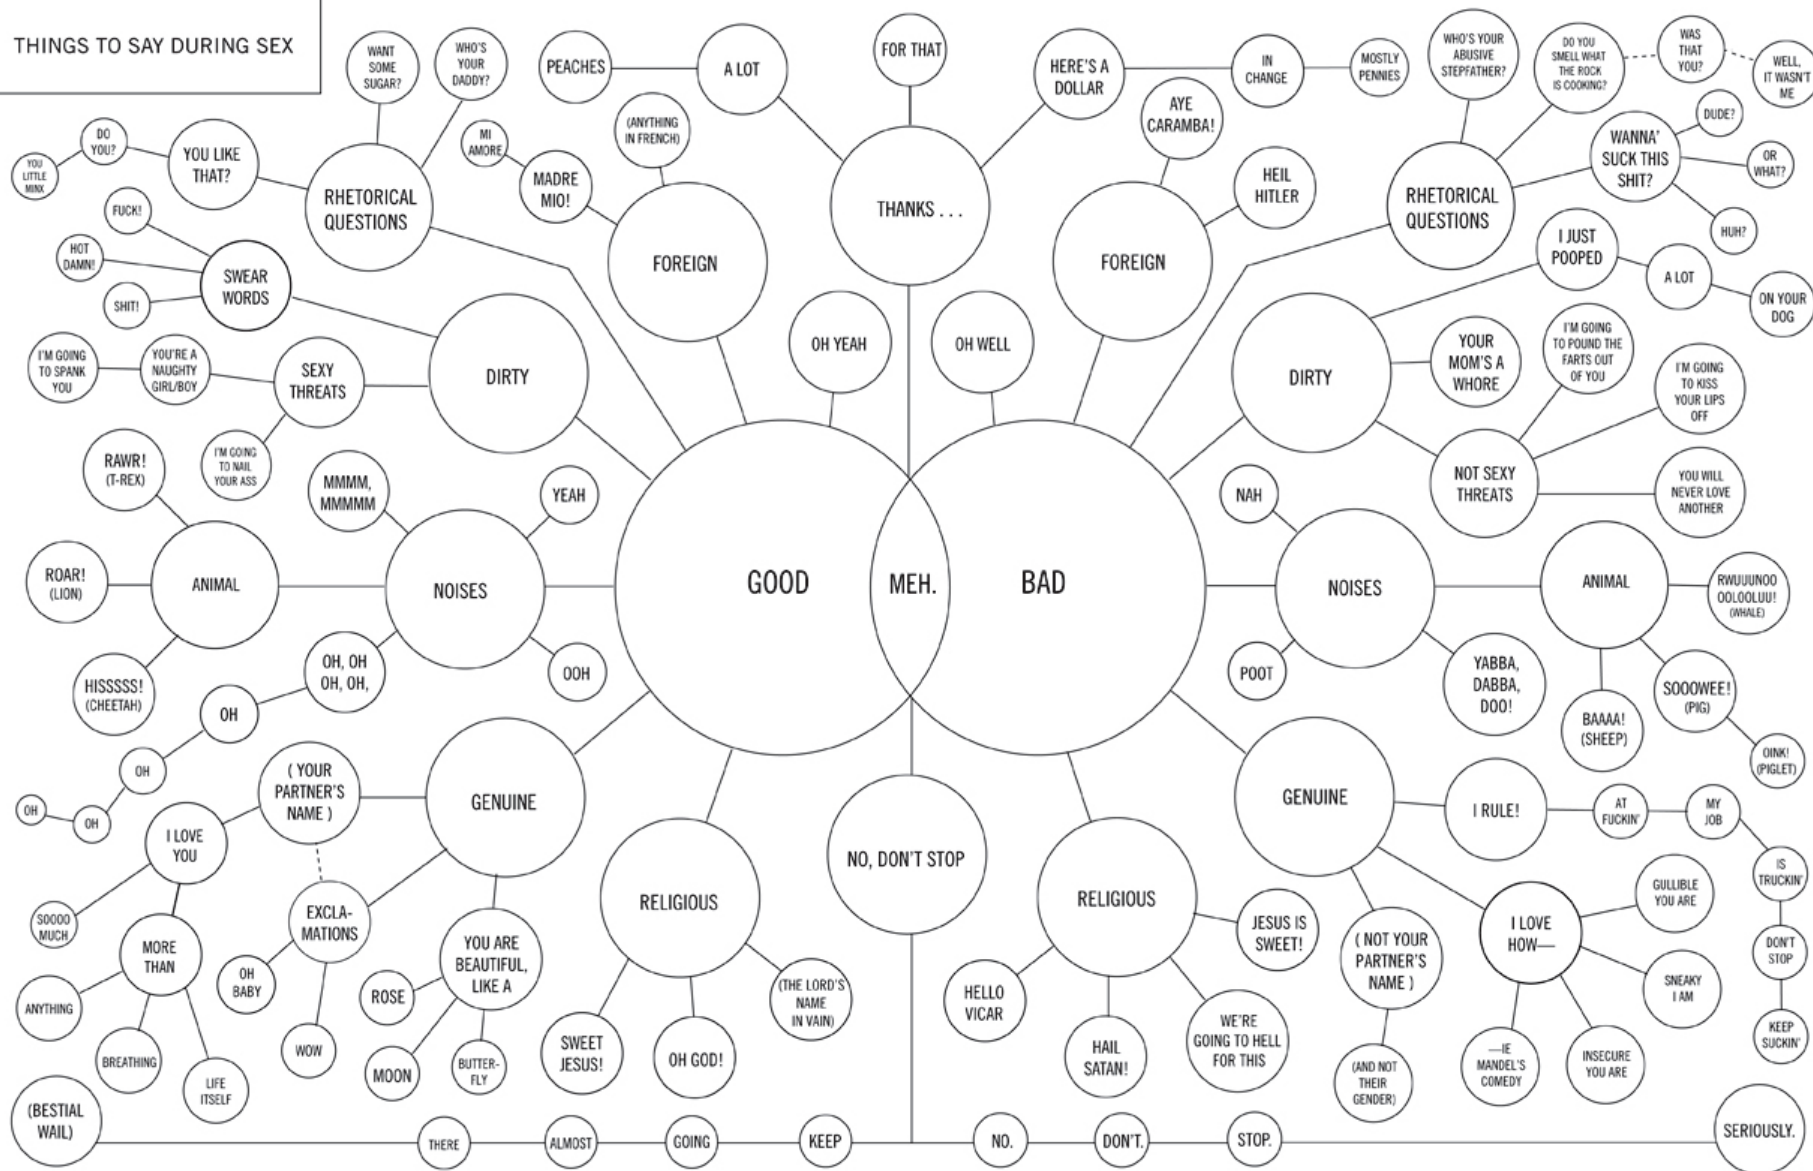 THINGS TO SAY DURING SEX
WANT
SOME
SUGAR?
WHO'S
YOUR
DADDY?
DO
YOU?
YOU
LITTLE
MINX
YOU LIKE
THAT?
RHETORICAL
QUESTIONS
PEACHES
A LOT
FOR THAT
HERE'S A
DOLLAR
IN
CHANGE
MOSTLY
PENNIES
THANKS . . .
(ANYTHING
IN FRENCH)
MI
AMORE
MADRE
MIO!
FOREIGN
AYE
CARAMBA!
HEIL
HITLER
FOREIGN
WHO'S YOUR
ABUSIVE
STEPFATHER?
DO YOU
SMELL WHAT
THE ROCK
IS COOKING?
WAS
THAT
YOU?
WELL,
IT WASN'T
ME
WANNA'
SUCK THIS
SHIT?
DUDE?
OR
WHAT?
HUH?
RHETORICAL
QUESTIONS
FUCK!
HOT
DAMN!
SHIT!
SWEAR
WORDS
I'M GOING
TO SPANK
YOU
YOU'RE A
NAUGHTY
GIRL/BOY
SEXY
THREATS
I'M GOING
TO NAIL
YOUR ASS
DIRTY
OH YEAH
OH WELL
DIRTY
I JUST
POOPED
A LOT
ON YOUR
DOG
YOUR
MOM'S A
WHORE
I'M GOING
TO POUND THE
FARTS OUT
OF YOU
I'M GOING
TO KISS
YOUR LIPS
OFF
NOT SEXY
THREATS
YOU WILL
NEVER LOVE
ANOTHER
RAWR!
(T-REX)
ROAR!
(LION)
HISSSSS!
(CHEETAH)
ANIMAL
MMMM,
MMMMM
YEAH
NOISES
OOH
OH, OH
OH, OH,
OH
OH
OH
OH
GOOD
MEH.
BAD
NAH
NOISES
POOT
YABBA,
DABBA,
DOO!
ANIMAL
RWUUUNOO
OOLOOLUU!
(WHALE)
BAAAA!
(SHEEP)
SOOOWEE!
(PIG)
OINK!
(PIGLET)
( YOUR
PARTNER'S
NAME )
GENUINE
I LOVE
YOU
SOOOO
MUCH
MORE
THAN
ANYTHING
BREATHING
LIFE
ITSELF
EXCLA-
MATIONS
OH
BABY
WOW
YOU ARE
BEAUTIFUL,
LIKE A
ROSE
MOON
BUTTER-
FLY
RELIGIOUS
SWEET
JESUS!
OH GOD!
(THE LORD'S
NAME
IN VAIN)
NO, DON'T STOP
RELIGIOUS
HELLO
VICAR
HAIL
SATAN!
WE'RE
GOING TO HELL
FOR THIS
JESUS IS
SWEET!
GENUINE
I RULE!
AT
FUCKIN'
MY
JOB
IS
TRUCKIN'
DON'T
STOP
KEEP
SUCKIN'
( NOT YOUR
PARTNER'S
NAME )
(AND NOT
THEIR
GENDER)
I LOVE
HOW—
GULLIBLE
YOU ARE
SNEAKY
I AM
INSECURE
YOU ARE
—IE
MANDEL'S
COMEDY
(BESTIAL
WAIL)
THERE
ALMOST
GOING
KEEP
NO.
DON'T.
STOP.
SERIOUSLY.